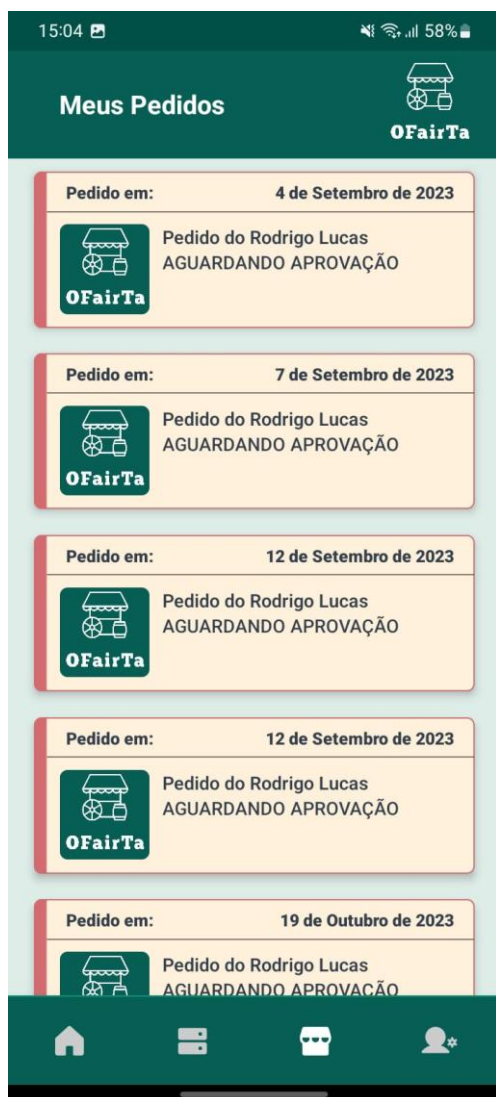 15:04 58%
Meus Pedidos
OFairTa
Pedido em: 4 de Setembro de 2023
Pedido do Rodrigo Lucas
AGUARDANDO APROVAÇÃO
OFairTa
Pedido em: 7 de Setembro de 2023
Pedido do Rodrigo Lucas
AGUARDANDO APROVAÇÃO
OFairTa
Pedido em: 12 de Setembro de 2023
Pedido do Rodrigo Lucas
AGUARDANDO APROVAÇÃO
OFairTa
Pedido em: 12 de Setembro de 2023
Pedido do Rodrigo Lucas
AGUARDANDO APROVAÇÃO
OFairTa
Pedido em: 19 de Outubro de 2023
Pedido do Rodrigo Lucas
AGUARDANDO APROVAÇÃO